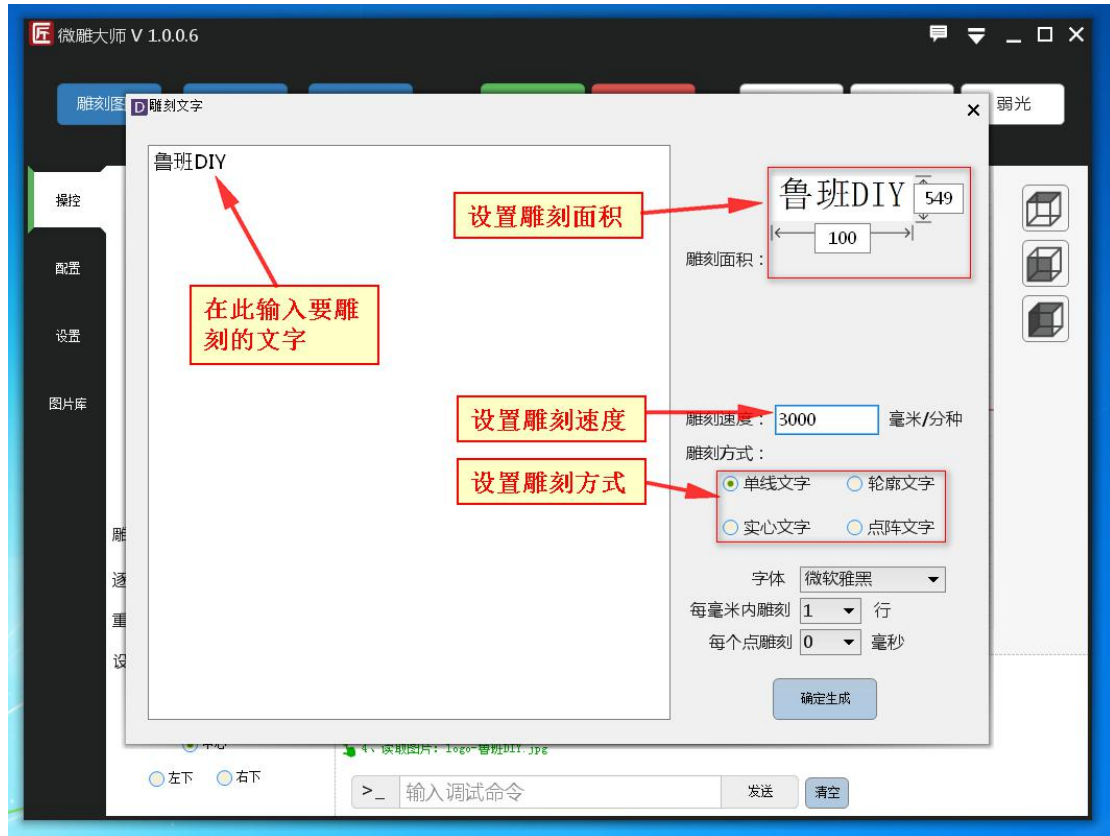 匠 微雕大师 V 1.0.0.6
雕刻图
弱光
D 雕刻文字
鲁班DIY
操控
配置
设置
图片库
在此输入要雕
刻的文字
设置雕刻面积
鲁班DIY
549
100
雕刻面积：
设置雕刻速度
雕刻速度： 3000 毫米/分种
雕刻方式：
设置雕刻方式
单线文字 轮廓文字
实心文字 点阵文字
字体 微软雅黑
每毫米内雕刻 1 行
每个点雕刻 0 毫秒
确定生成
雕
逐
重
设
4、读取图片: logo-鲁班DIY.jpg
左下 右下
>_ 输入调试命令 发送 清空